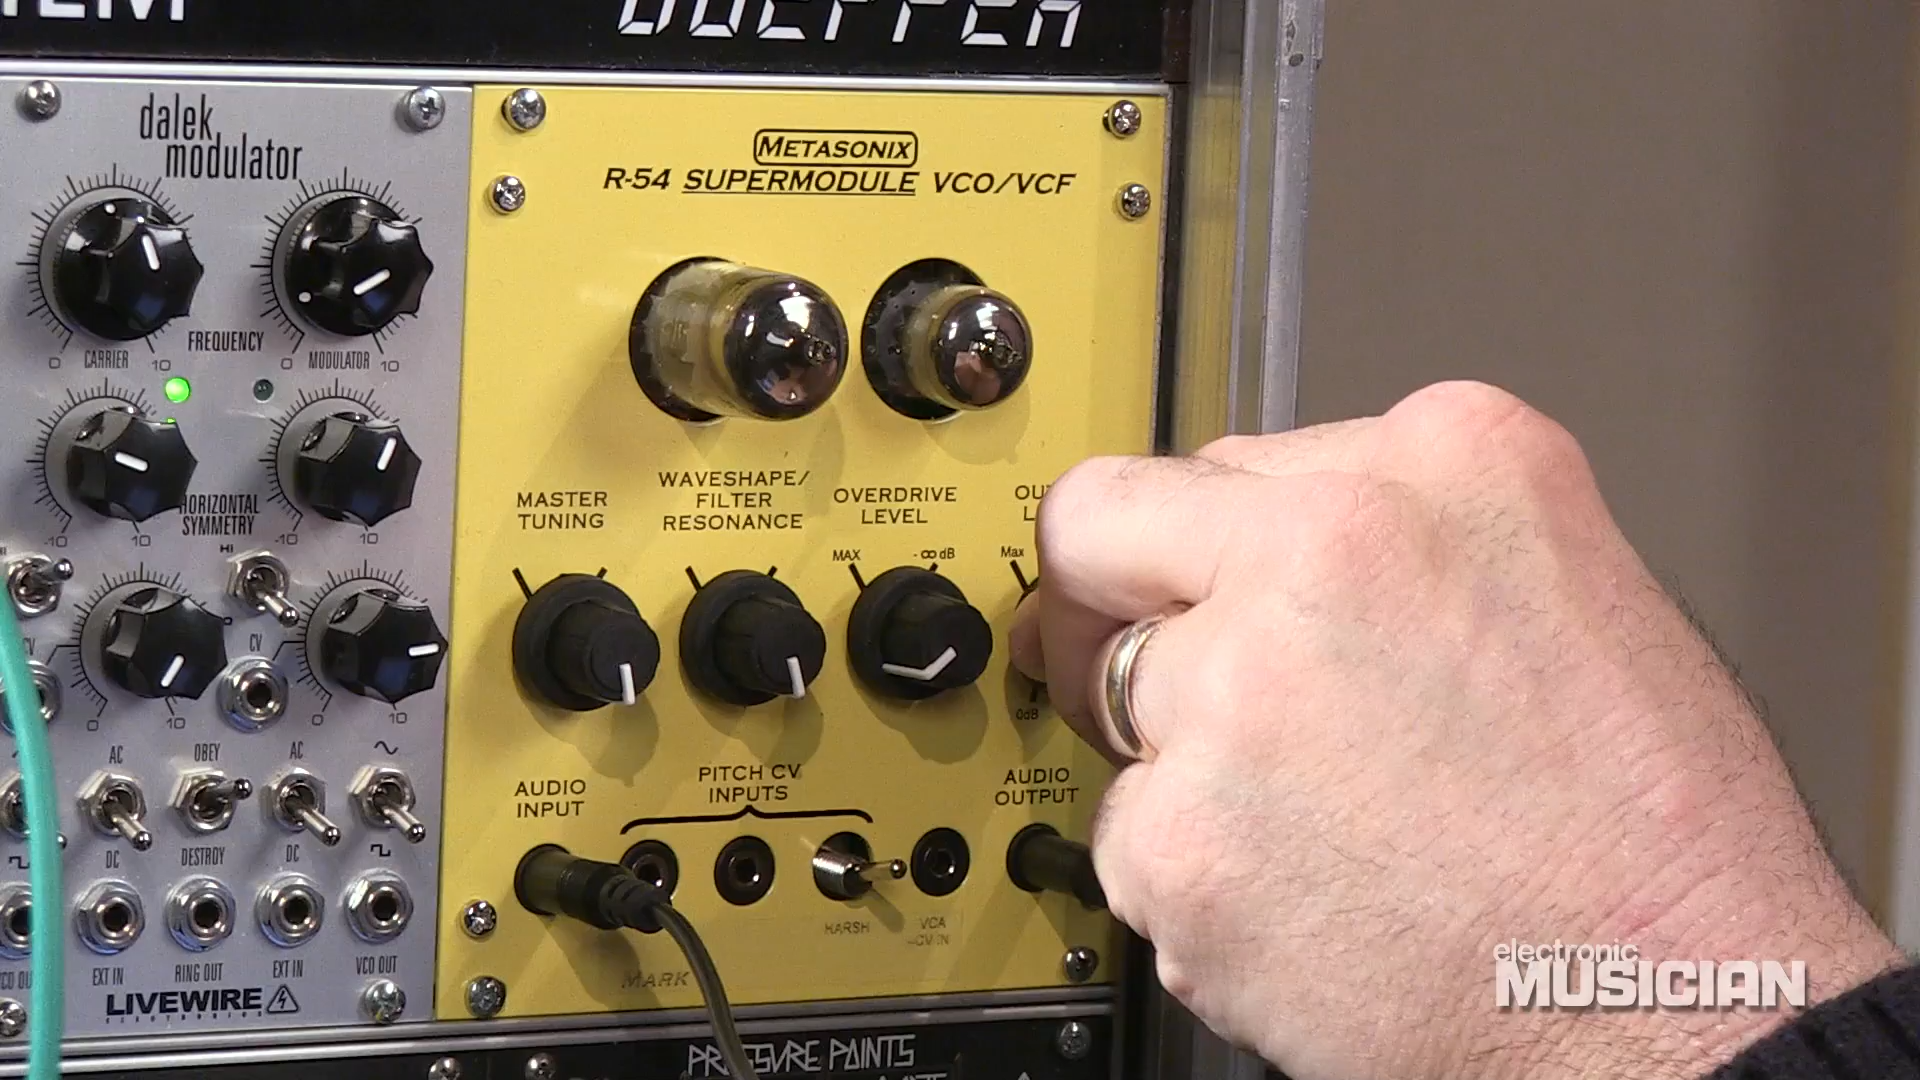 DOEPFER
dalek
modulator
METASONIX
R-54 SUPERMODULE VCO/VCF
FREQUENCY
0 CARRIER 10
0 MODULATOR 10
HORIZONTAL
SYMMETRY
-10 10
-10 10
HI
CV
CV
0 10
0 10
MASTER
TUNING
WAVESHAPE/
FILTER
RESONANCE
OVERDRIVE
LEVEL
MAX
-∞dB
Max
0dB
AC
OBEY
AC
DC
DESTROY
DC
EXT IN
RING OUT
EXT IN
VCO OUT
LIVEWIRE
ELECTRONICS
AUDIO
INPUT
PITCH CV
INPUTS
AUDIO
OUTPUT
HARSH
VCA
-CV IN
MARK
PRESSURE POINTS
electronic
MUSICIAN